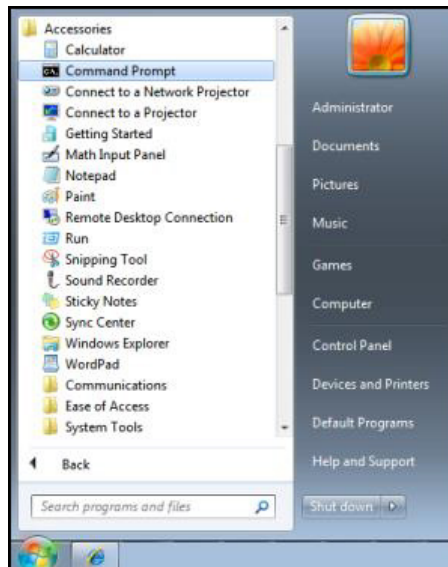 Accessories
Calculator
Command Prompt
Connect to a Network Projector
Connect to a Projector
Getting Started
Math Input Panel
Notepad
Paint
Remote Desktop Connection
Run
Snipping Tool
Sound Recorder
Sticky Notes
Sync Center
Windows Explorer
WordPad
Communications
Ease of Access
System Tools
Back
Search programs and files
Administrator
Documents
Pictures
Music
Games
Computer
Control Panel
Devices and Printers
Default Programs
Help and Support
Shut down